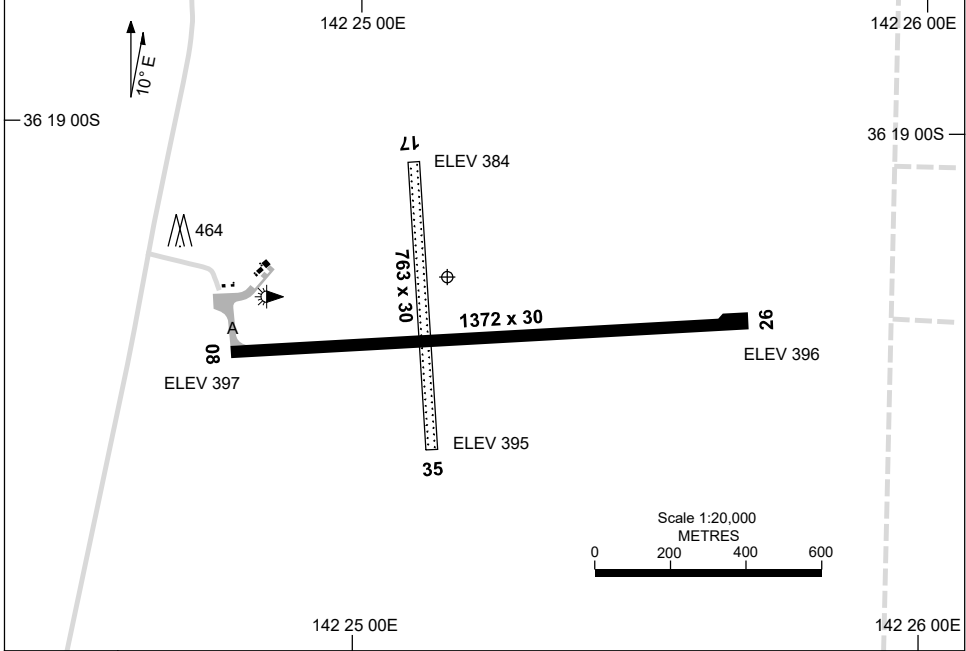 142 25 00E
142 26 00E
10° E
36 19 00S
36 19 00S
17
ELEV 384
464
763 x 30
1372 x 30
26
A
08
ELEV 396
ELEV 397
ELEV 395
35
Scale 1:20,000
METRES
0 200 400 600
142 25 00E
142 26 00E